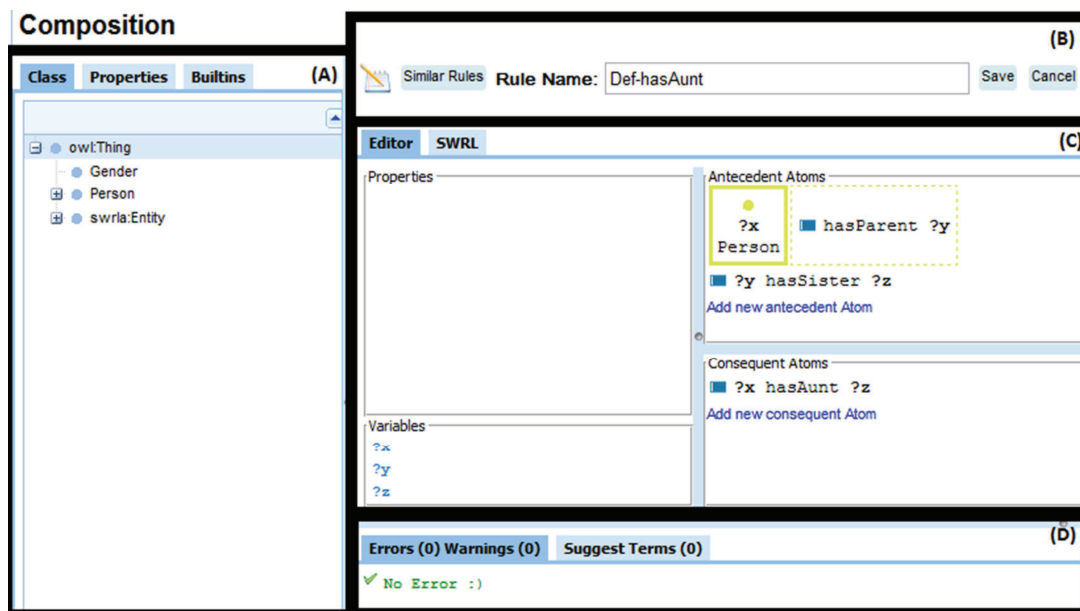 Composition
Class Properties Builtins (A)
owl:Thing
Gender
Person
swrla:Entity
(B)
Similar Rules Rule Name: Def-hasAunt Save Cancel
Editor SWRL (C)
Properties
Variables
?x
?y
?z
Antecedent Atoms
?x
Person
hasParent ?y
?y hasSister ?z
Add new antecedent Atom
Consequent Atoms
?x hasAunt ?z
Add new consequent Atom
(D)
Errors (0) Warnings (0) Suggest Terms (0)
No Error :)